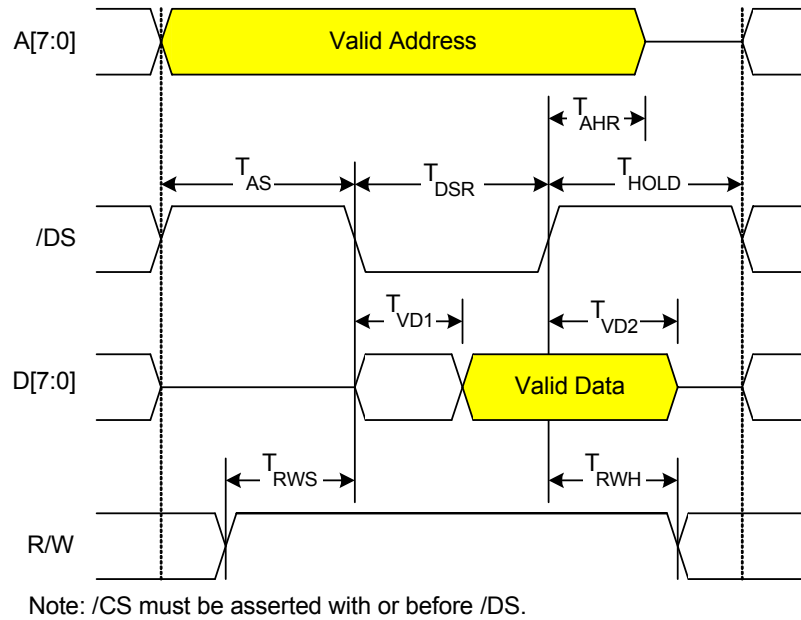 A[7:0]
Valid Address
T AHR
T AS
T DSR
T HOLD
/DS
T VD1
T VD2
D[7:0]
Valid Data
T RWS
T RWH
R/W
Note: /CS must be asserted with or before /DS.